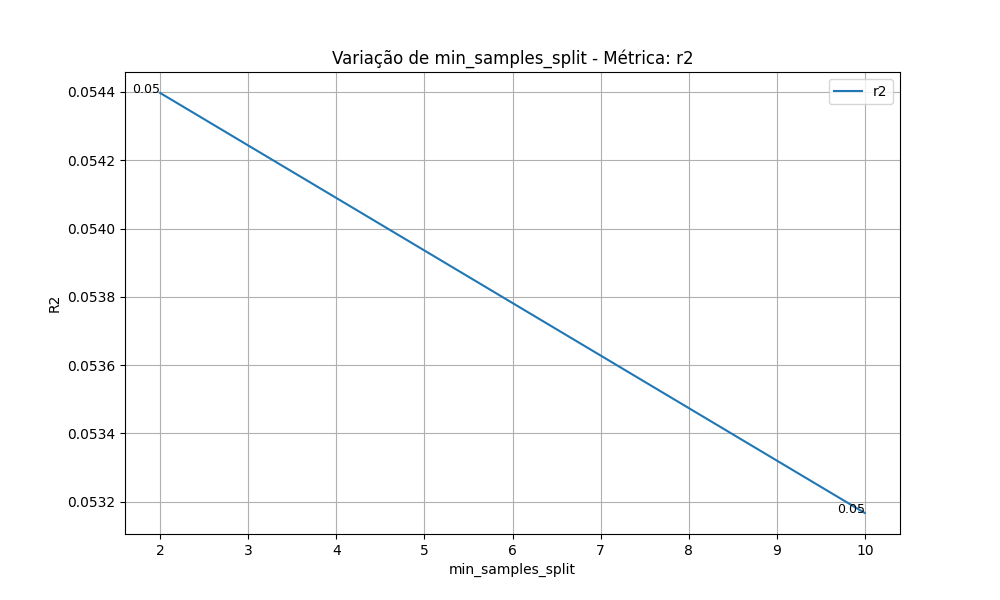 Variação de min_samples_split - Métrica: r2
r2
R2
0.0544
0.0542
0.0540
0.0538
0.0536
0.0534
0.0532
0.05
0.05
2 3 4 5 6 7 8 9 10
min_samples_split